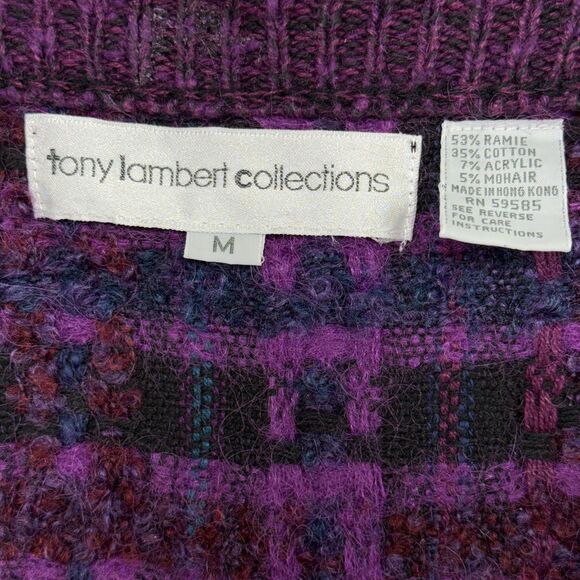 tony lambert collections
M
53% RAMIE
35% COTTON
7% ACRYLIC
5% MOHAIR
MADE IN HONG KONG
RN 59585
SEE REVERSE
FOR CARE
INSTRUCTIONS